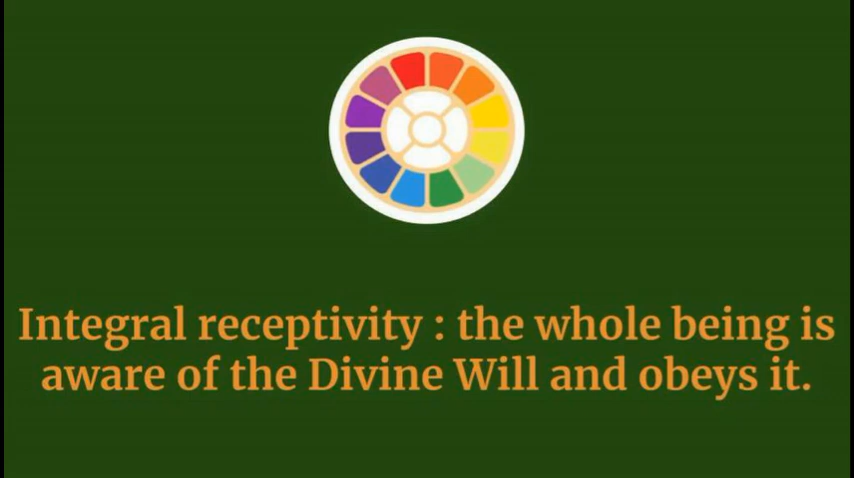 Integral receptivity : the whole being is
aware of the Divine Will and obeys it.